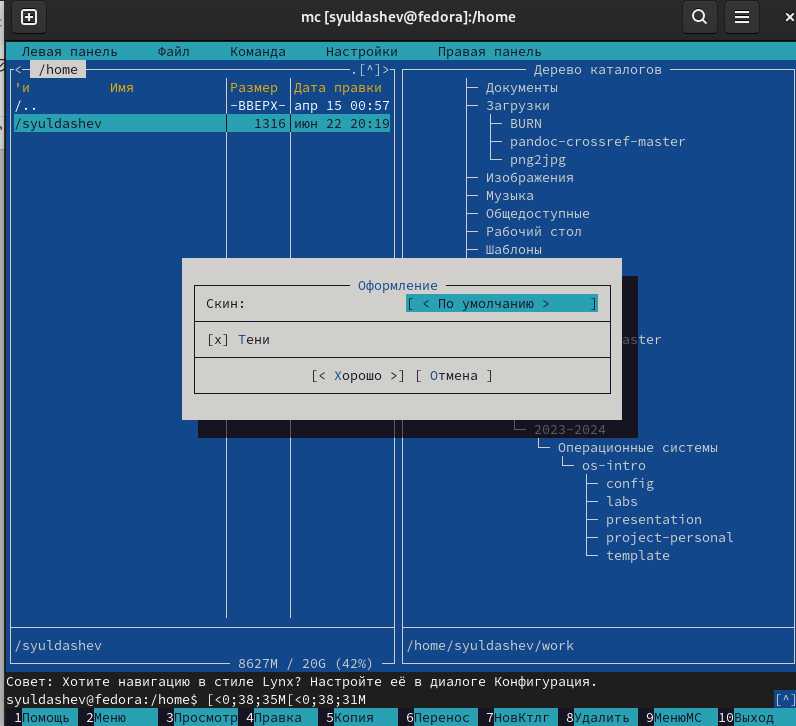 mc [syuldashev@fedora]:/home
Левая панель Файл Команда Настройки Правая панель
<─ /home .[^]> Дерево каталогов
'и Имя Размер Дата правки Документы
/.. -ВВЕРХ- апр 15 00:57 Загрузки
/syuldashev 1316 июн 22 20:19 BURN
pandoc-crossref-master
png2jpg
Изображения
Музыка
Общедоступные
Рабочий стол
Шаблоны
Оформление
Скин: [ < По умолчанию > ]
[x] Тени aster
[< Хорошо >] [ Отмена ]
2023-2024
Операционные системы
os-intro
config
labs
presentation
project-personal
template
/syuldashev /home/syuldashev/work
8627M / 20G (42%)
Совет: Хотите навигацию в стиле Lynx? Настройте её в диалоге Конфигурация.
syuldashev@fedora:/home$ [<0;38;35M[<0;38;31M [^]
1Помощь 2Меню 3Просмотр 4Правка 5Копия 6Перенос 7НовКтлг 8Удалить 9МенюMC 10Выход